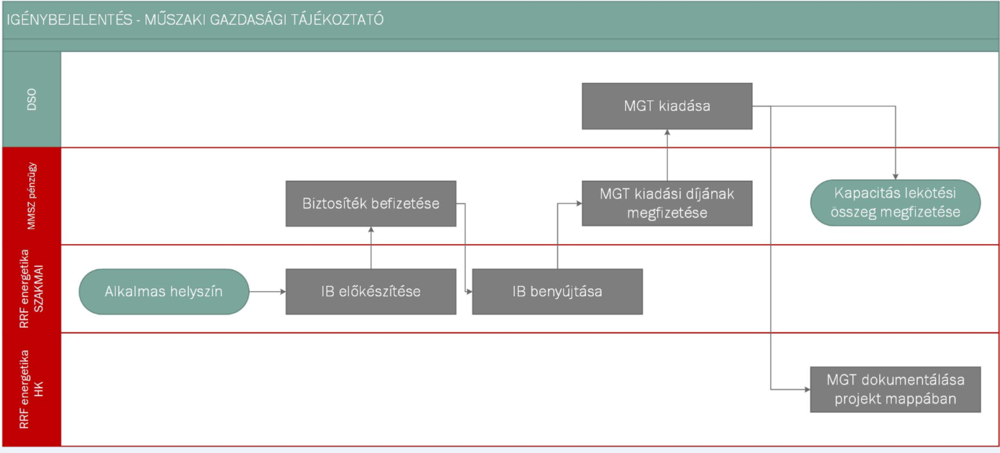 IGÉNYBEJELENTÉS - MŰSZAKI GAZDASÁGI TÁJÉKOZTATÓ
DSO
MGT kiadása
MMSZ pénzügy
Biztosíték befizetése
MGT kiadási díjának
megfizetése
Kapacitás lekötési
összeg megfizetése
RRF energetika
SZAKMAI
Alkalmas helyszín
IB előkészítése
IB benyújtása
RRF energetika
HK
MGT dokumentálása
projekt mappában